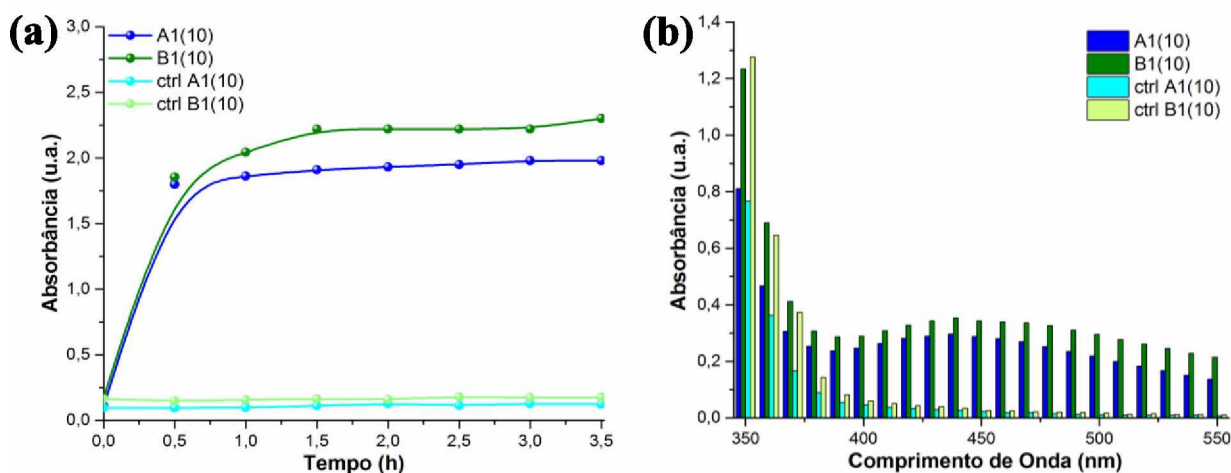 (a)
A1(10)
B1(10)
ctrl A1(10)
ctrl B1(10)
Absorbância (u.a.)
3,0
2,5
2,0
1,5
1,0
0,5
0,0
0,0 0,5 1,0 1,5 2,0 2,5 3,0 3,5
Tempo (h)
(b)
A1(10)
B1(10)
ctrl A1(10)
ctrl B1(10)
Absorbância (u.a.)
1,4
1,2
1,0
0,8
0,6
0,4
0,2
0,0
350 400 450 500 550
Comprimento de Onda (nm)